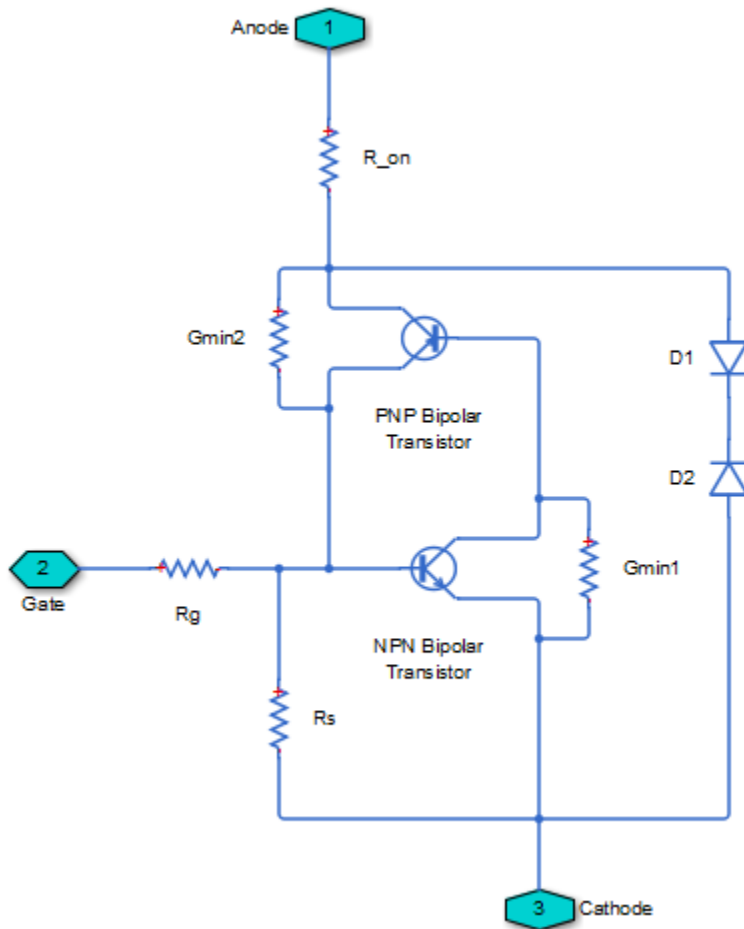 Anode
1
R_on
Gmin2
D1
PNP Bipolar
Transistor
D2
2
Gate
Rg
Gmin1
NPN Bipolar
Transistor
Rs
3
Cathode